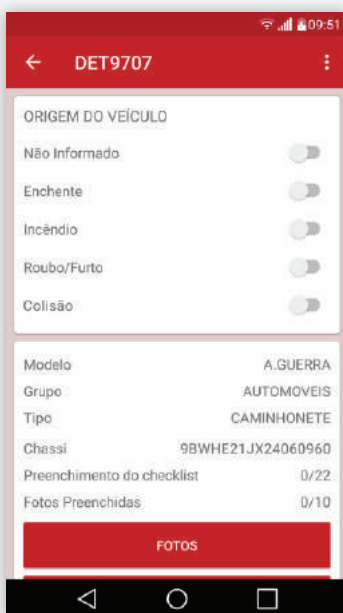 09:51
DET9707
ORIGEM DO VEÍCULO
Não Informado
Enchente
Incêndio
Roubo/Furto
Colisão
Modelo A.GUERRA
Grupo AUTOMOVEIS
Tipo CAMINHONETE
Chassi 9BWHE21JX24060960
Preenchimento do checklist 0/22
Fotos Preenchidas 0/10
FOTOS